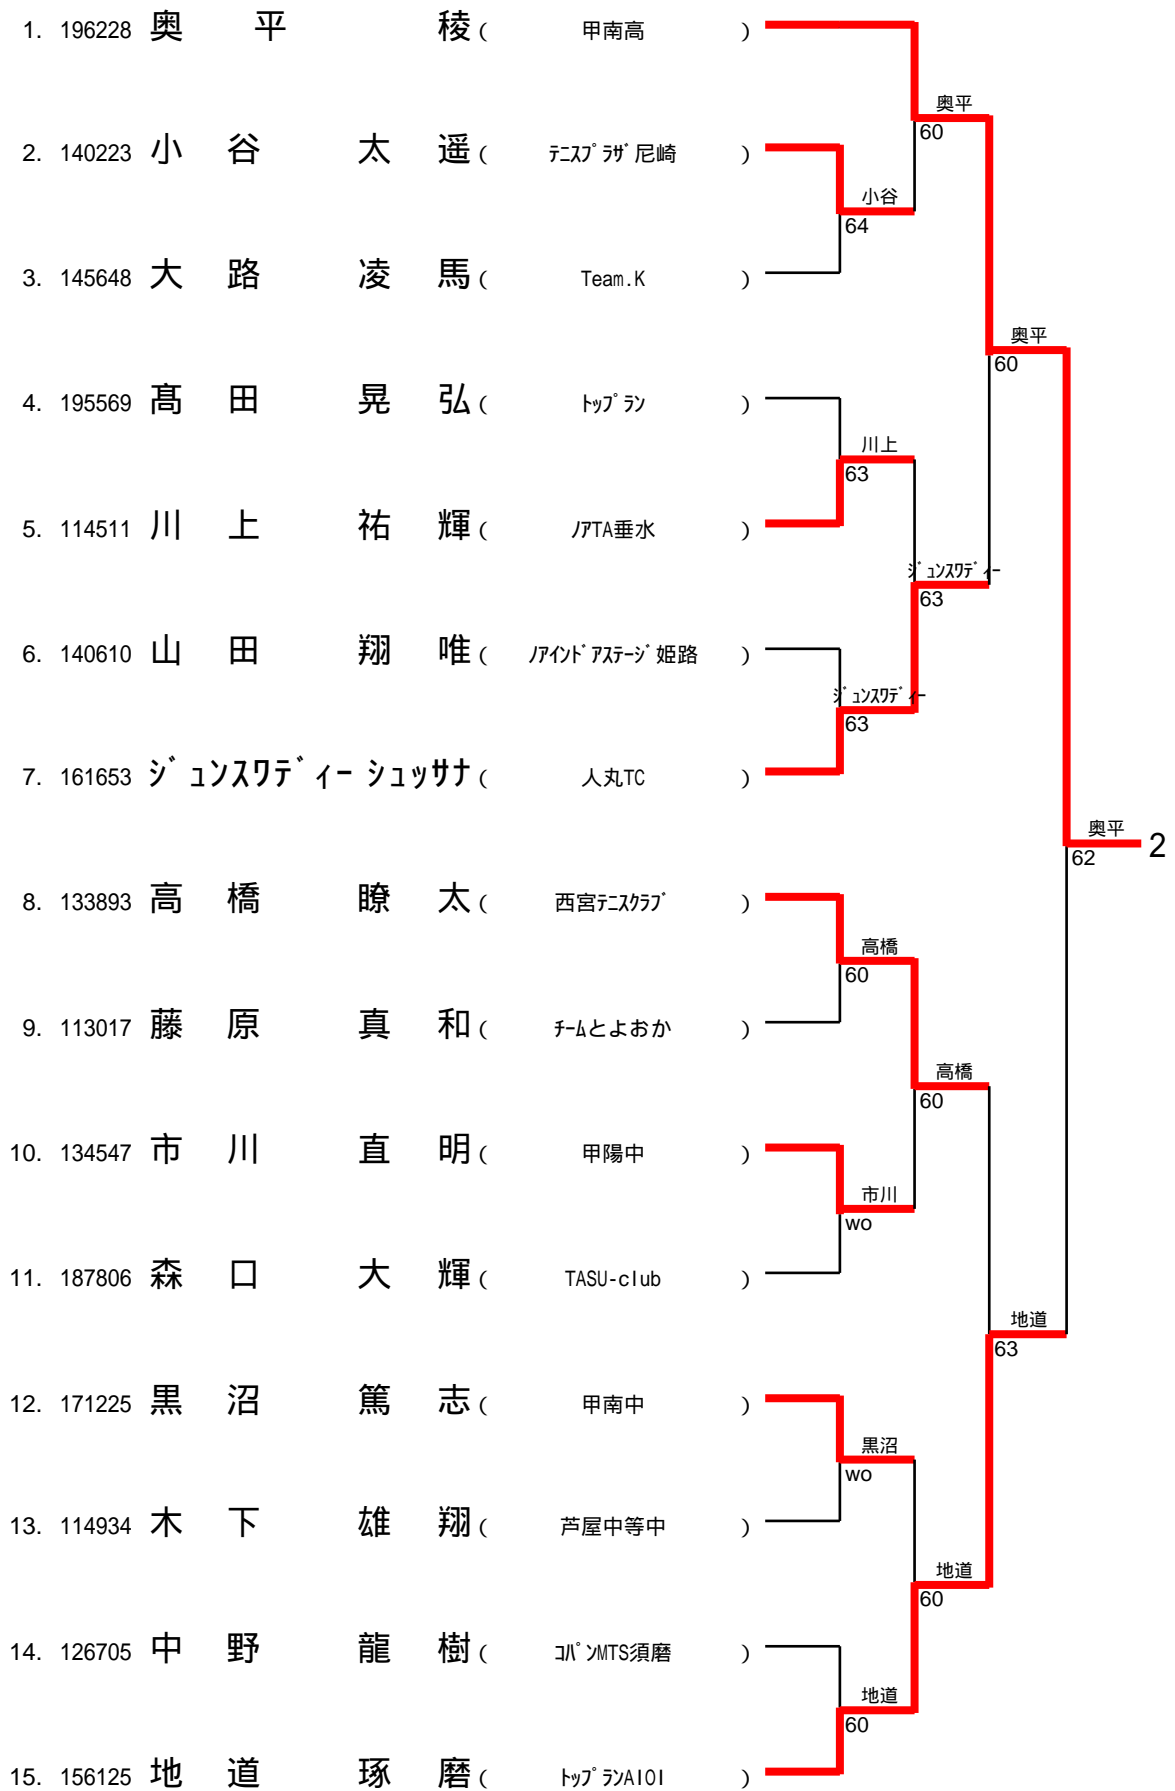 1. 196228 奥 平 稜 ( 甲南高 )
奥平
60
2. 140223 小 谷 太 遥 ( ﾃﾆｽﾌﾟﾗｻﾞ尼崎 )
小谷
64
3. 145648 大 路 凌 馬 ( Team.K )
奥平
60
4. 195569 髙 田 晃 弘 ( ﾄｯﾌﾟﾗﾝ )
川上
63
5. 114511 川 上 祐 輝 ( ﾉｱTA垂水 )
ｼﾞｭﾝｽﾜﾃﾞｨｰ
63
6. 140610 山 田 翔 唯 ( ﾉｱｲﾝﾄﾞｱｽﾃｰｼﾞ姫路 )
ｼﾞｭﾝｽﾜﾃﾞｨｰ
63
7. 161653 ｼﾞｭﾝｽﾜﾃﾞｨｰ ｼｭｯｻﾅ ( 人丸TC )
奥平 2
62
8. 133893 高 橋 瞭 太 ( 西宮ﾃﾆｽｸﾗﾌﾞ )
高橋
60
9. 113017 藤 原 真 和 ( ﾁｰﾑとよおか )
高橋
60
10. 134547 市 川 直 明 ( 甲陽中 )
市川
wo
11. 187806 森 口 大 輝 ( TASU-club )
地道
63
12. 171225 黒 沼 篤 志 ( 甲南中 )
黒沼
wo
13. 114934 木 下 雄 翔 ( 芦屋中等中 )
地道
60
14. 126705 中 野 龍 樹 ( ｺﾊﾟﾝMTS須磨 )
地道
60
15. 156125 地 道 琢 磨 ( ﾄｯﾌﾟﾗﾝAIOI )